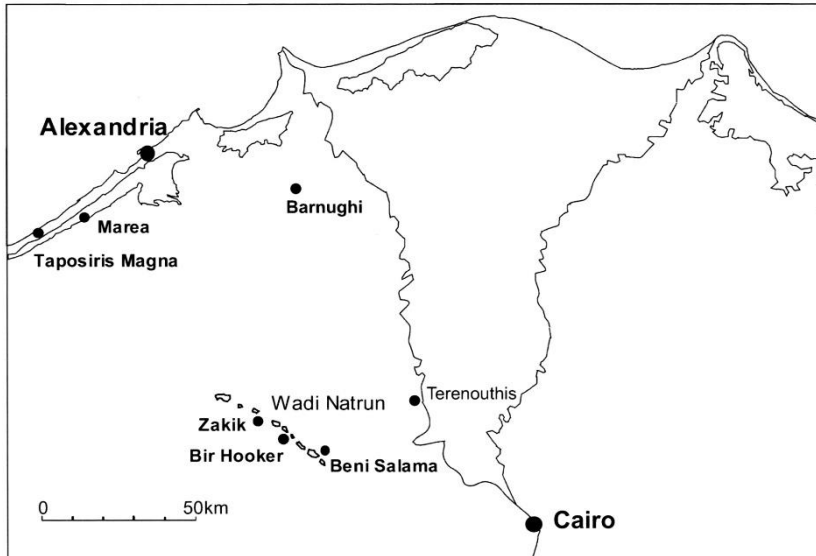 Alexandria
Barnughi
Marea
Taposiris Magna
Wadi Natrun
Terenouthis
Zakik
Bir Hooker
Beni Salama
0 50km
Cairo